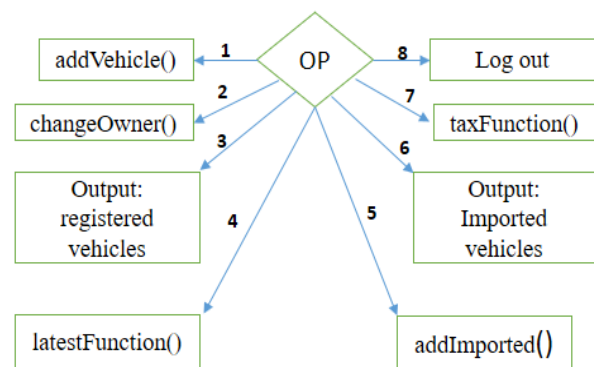 addVehicle()
1
OP
8
Log out
2
7
changeOwner()
taxFunction()
3
6
Output:
registered
vehicles
Output:
Imported
vehicles
4
5
latestFunction()
addImported()